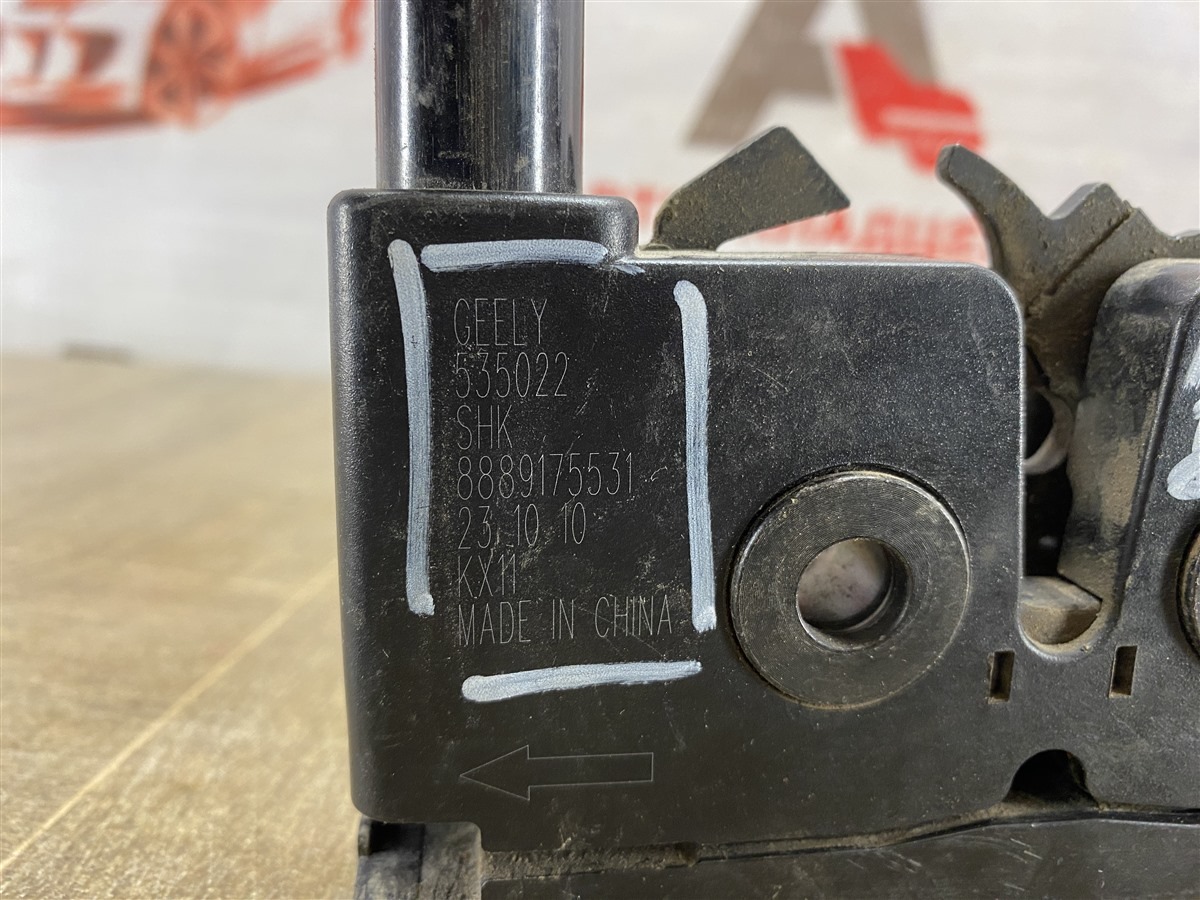 GEELY
535022
SHK
8889175531
23 10 10
KX11
MADE IN CHINA